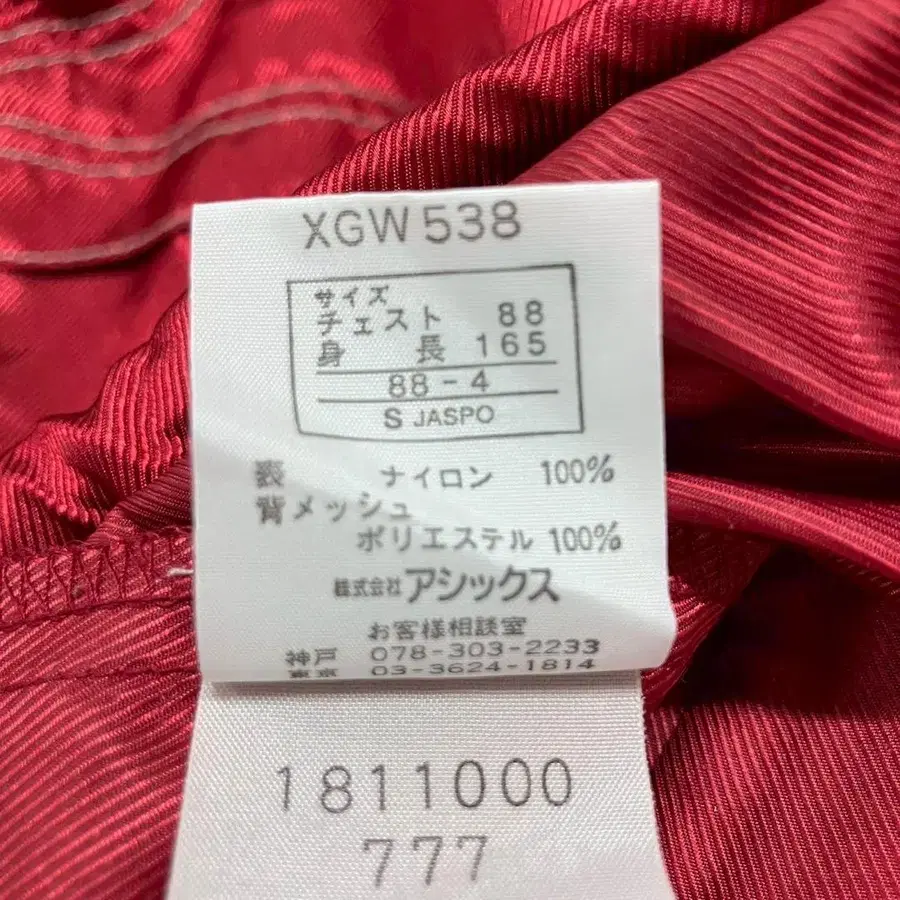 XGW538
サイズ
チェスト 88
身長 165
88-4
S JASPO
表 ナイロン 100%
背メッシュ
ポリエステル 100%
株式会社アシックス
お客様相談室
神戸 078-303-2233
東京 03-3624-1814
1811000
777